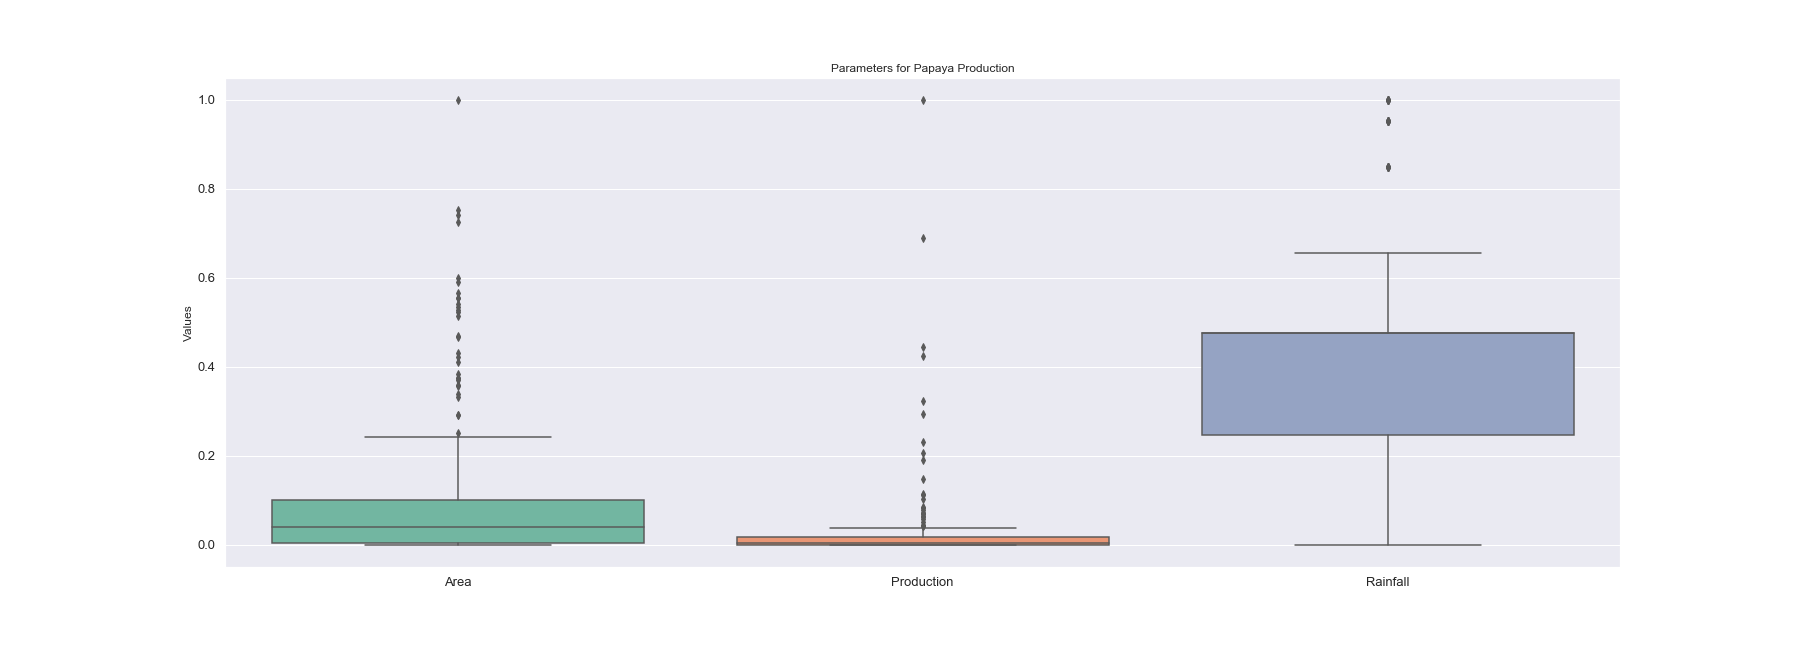 Parameters for Papaya Production
1.0
0.8
0.6
0.4
0.2
0.0
Values
Area
Production
Rainfall